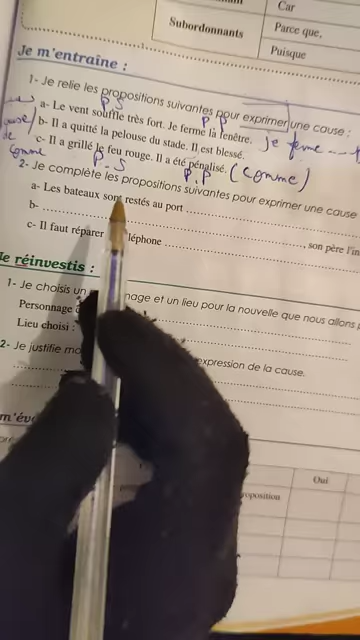 Car
Subordonnants
Parce que,
Puisque
Je m'entraîne :
1- Je relie les propositions suivantes pour exprimer une cause :
P S P P
a- Le vent souffle très fort. Je ferme la fenêtre. Je ferme
b- Il a quitté la pelouse du stade. Il est blessé.
c- Il a grillé le feu rouge. Il a été pénalisé.
comme P.S P.P (comme)
2- Je complète les propositions suivantes pour exprimer une cause
a- Les bateaux sont restés au port
b-
c- Il faut réparer léphone , son père l'in
Je réinvestis :
1- Je choisis un nage et un lieu pour la nouvelle que nous allons
Personnage
Lieu choisi :
2- Je justifie mo expression de la cause.
m'év
Oui
roposition